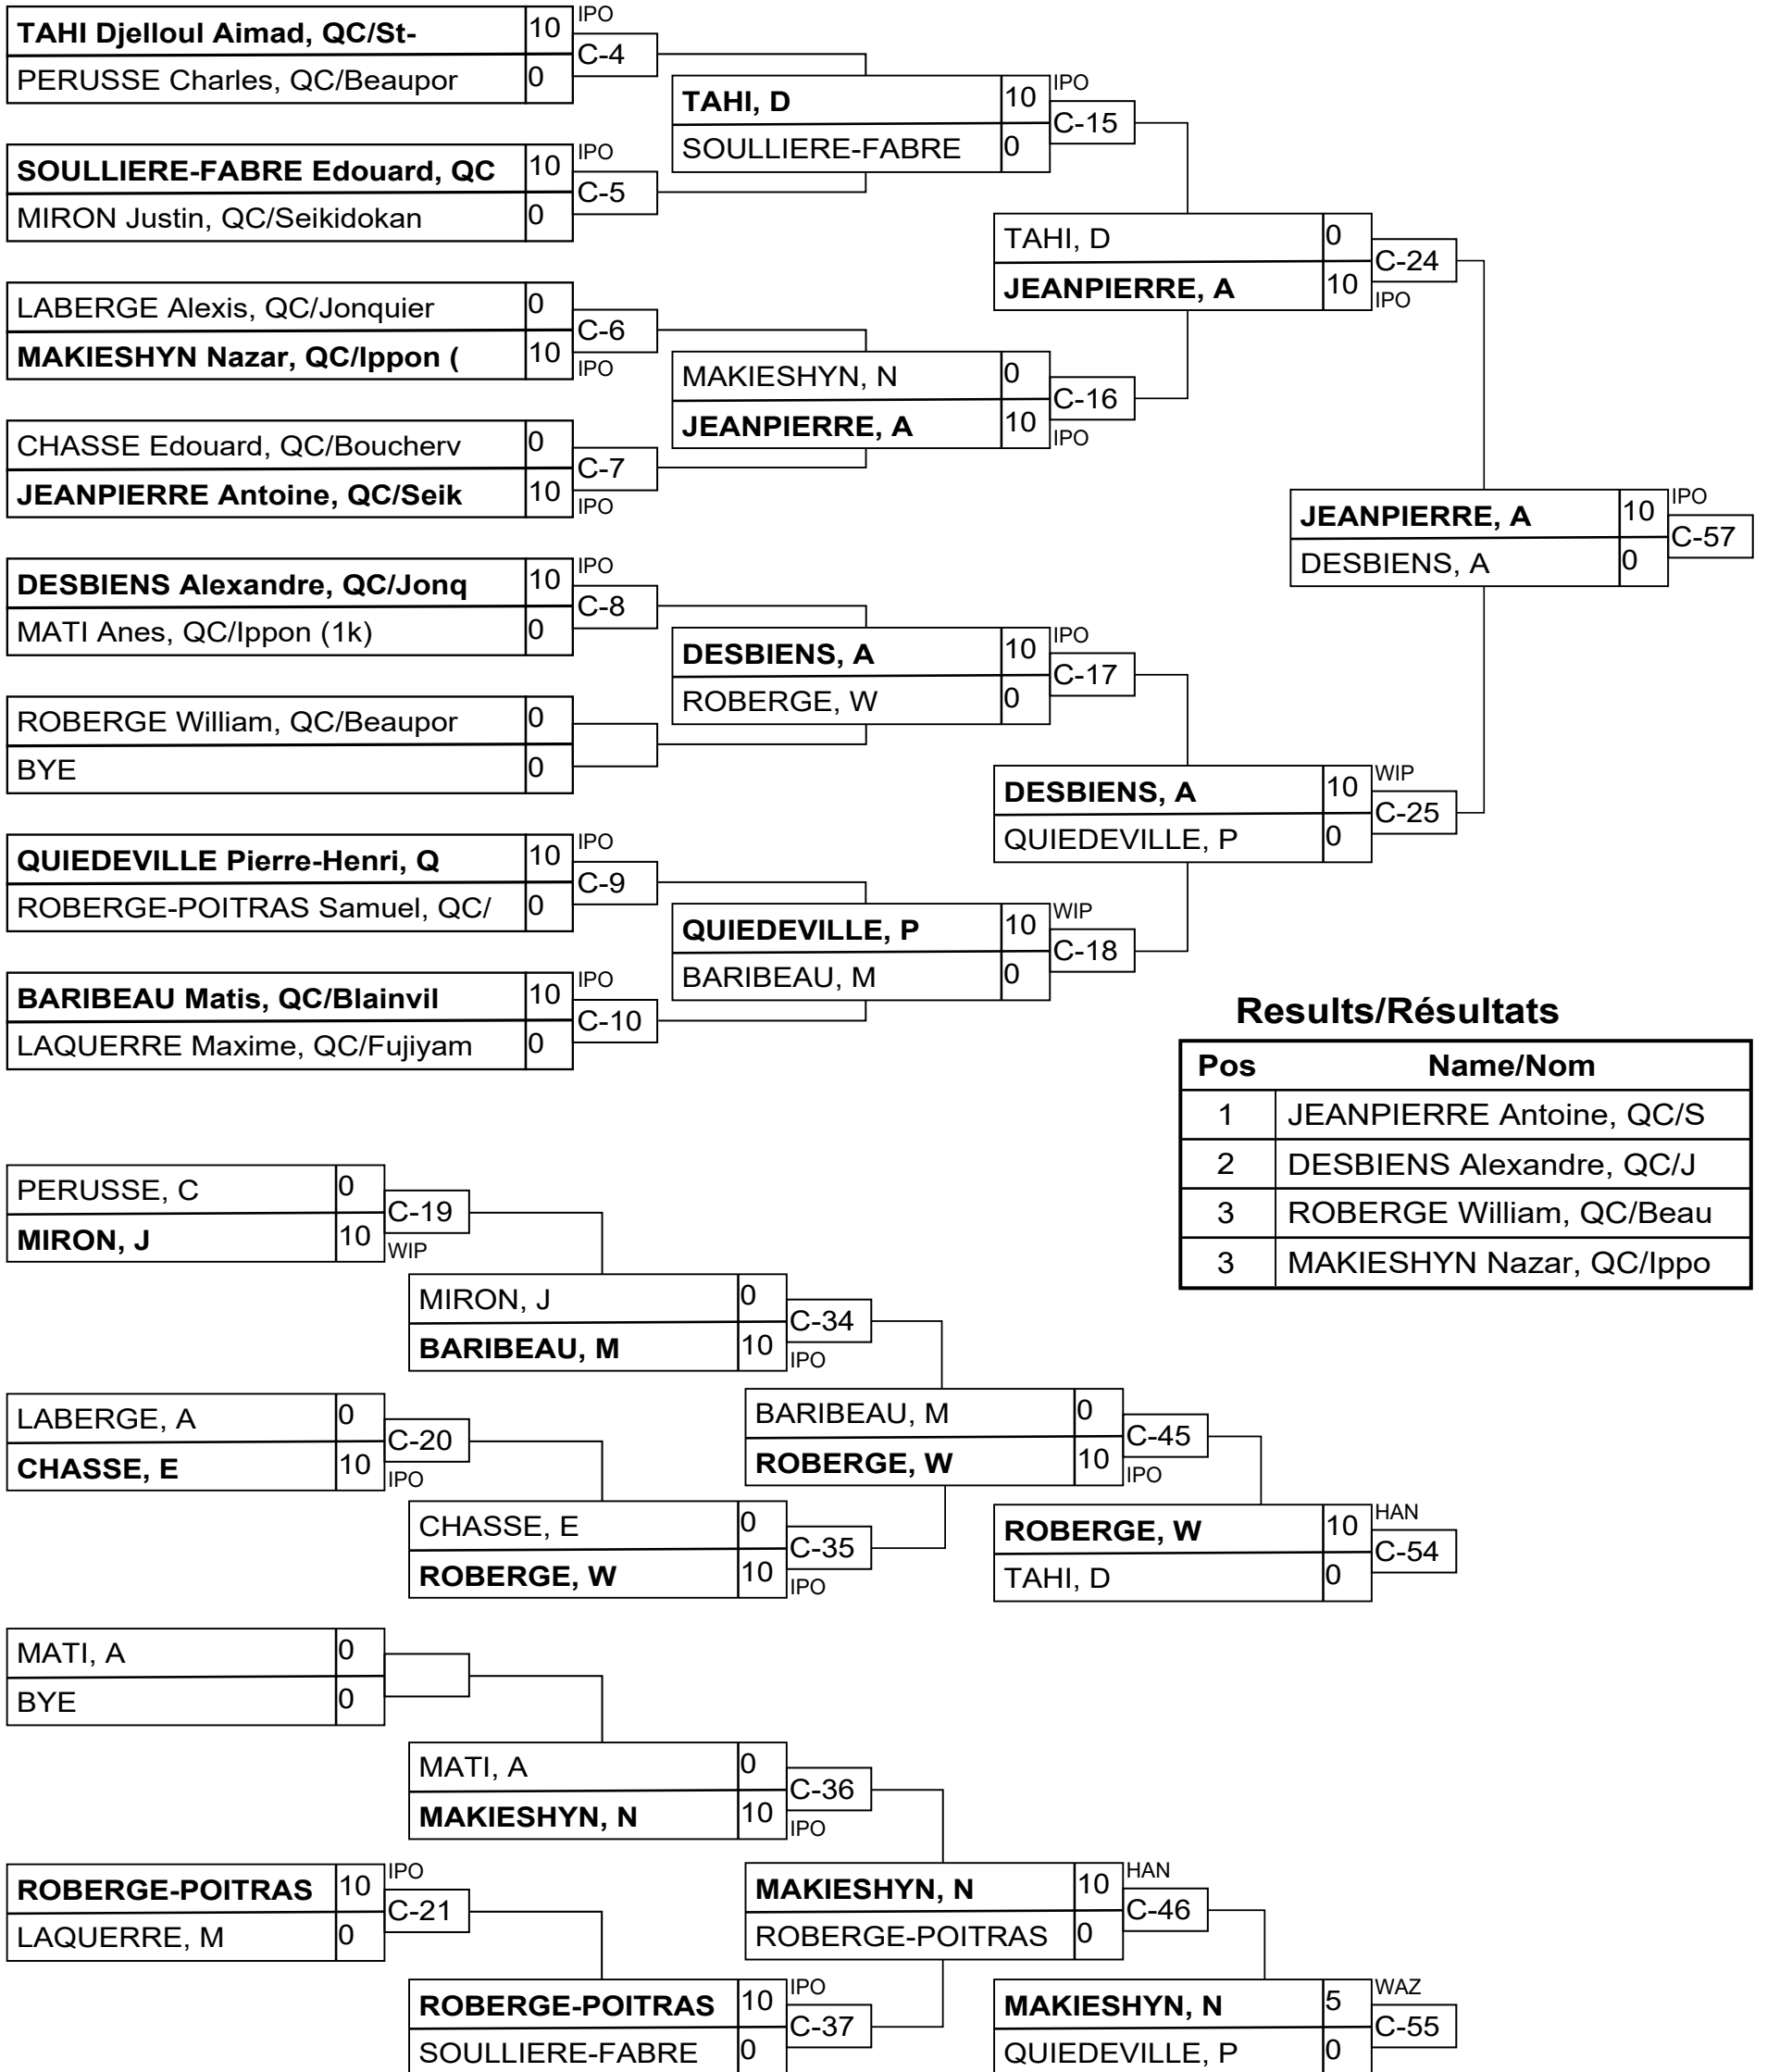 TAHI Djelloul Aimad, QC/St- 10 IPO
C-4
PERUSSE Charles, QC/Beaupor 0
SOULLIERE-FABRE Edouard, QC 10 IPO
C-5
MIRON Justin, QC/Seikidokan 0
LABERGE Alexis, QC/Jonquier 0
C-6
MAKIESHYN Nazar, QC/Ippon ( 10 IPO
CHASSE Edouard, QC/Boucherv 0
C-7
JEANPIERRE Antoine, QC/Seik 10 IPO
DESBIENS Alexandre, QC/Jonq 10 IPO
C-8
MATI Anes, QC/Ippon (1k) 0
ROBERGE William, QC/Beaupor 0
BYE 0
QUIEDEVILLE Pierre-Henri, Q 10 IPO
C-9
ROBERGE-POITRAS Samuel, QC/ 0
BARIBEAU Matis, QC/Blainvil 10 IPO
C-10
LAQUERRE Maxime, QC/Fujiyam 0
TAHI, D 10 IPO
C-15
SOULLIERE-FABRE 0
MAKIESHYN, N 0
C-16
JEANPIERRE, A 10 IPO
DESBIENS, A 10 IPO
C-17
ROBERGE, W 0
QUIEDEVILLE, P 10 WIP
C-18
BARIBEAU, M 0
TAHI, D 0
C-24
JEANPIERRE, A 10 IPO
DESBIENS, A 10 WIP
C-25
QUIEDEVILLE, P 0
JEANPIERRE, A 10 IPO
C-57
DESBIENS, A 0
Results/Résultats
Pos Name/Nom
1 JEANPIERRE Antoine, QC/S
2 DESBIENS Alexandre, QC/J
3 ROBERGE William, QC/Beau
3 MAKIESHYN Nazar, QC/Ippo
PERUSSE, C 0
C-19
MIRON, J 10 WIP
LABERGE, A 0
C-20
CHASSE, E 10 IPO
MIRON, J 0
C-34
BARIBEAU, M 10 IPO
CHASSE, E 0
C-35
ROBERGE, W 10 IPO
BARIBEAU, M 0
C-45
ROBERGE, W 10 IPO
ROBERGE, W 10 HAN
C-54
TAHI, D 0
MATI, A 0
BYE 0
ROBERGE-POITRAS 10 IPO
C-21
LAQUERRE, M 0
MATI, A 0
C-36
MAKIESHYN, N 10 IPO
ROBERGE-POITRAS 10 IPO
C-37
SOULLIERE-FABRE 0
MAKIESHYN, N 10 HAN
C-46
ROBERGE-POITRAS 0
MAKIESHYN, N 5 WAZ
C-55
QUIEDEVILLE, P 0